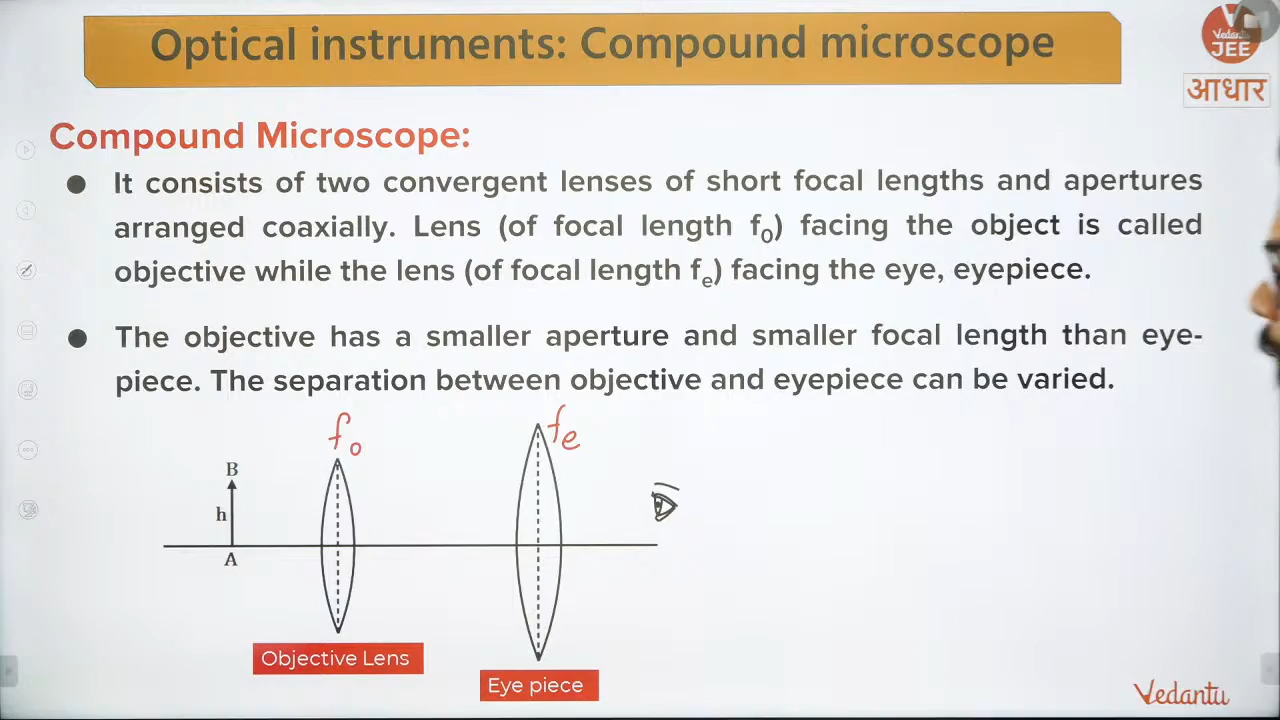 Optical instruments: Compound microscope
Vedantu
JEE
आधार
Compound Microscope:
It consists of two convergent lenses of short focal lengths and apertures
arranged coaxially. Lens (of focal length f0) facing the object is called
objective while the lens (of focal length fe) facing the eye, eyepiece.
The objective has a smaller aperture and smaller focal length than eye-
piece. The separation between objective and eyepiece can be varied.
fo
fe
B
h
A
Objective Lens
Eye piece
Vedantu